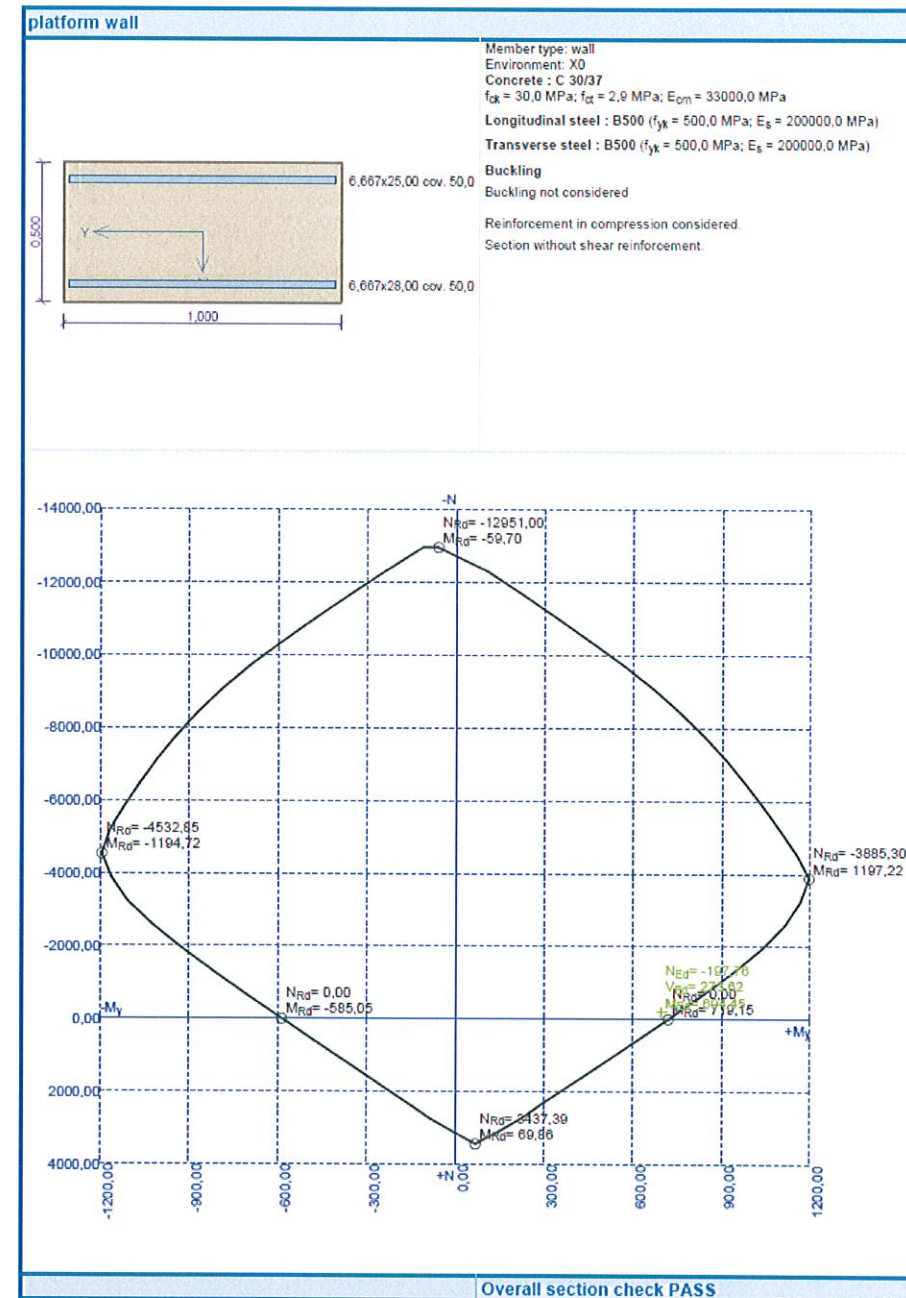 platform wall
Member type: wall
Environment: X0
Concrete : C 30/37
fck = 30,0 MPa; fct = 2,9 MPa; Ecm = 33000,0 MPa
Longitudinal steel : B500 (fyk = 500,0 MPa; Es = 200000,0 MPa)
Transverse steel : B500 (fyk = 500,0 MPa; Es = 200000,0 MPa)
Buckling
Buckling not considered
Reinforcement in compression considered.
Section without shear reinforcement.
6,667x25,00 cov. 50,0
0,500
Y
6,667x28,00 cov. 50,0
1,000
-N
-14000,00
NRd= -12951,00
MRd= -59,70
-12000,00
-10000,00
-8000,00
-6000,00
NRd= -4532,85
MRd= -1194,72
NRd= -3885,30
MRd= 1197,22
-4000,00
-2000,00
NEd= -197,76
VEd= 273,62
NRd= 0,00
MRd= -585,05
NRd= 0,00
MRd= 719,15
0,00
-My
+My
2000,00
NRd= 3437,39
MRd= 69,86
4000,00
+N
-1200,00
-900,00
-600,00
-300,00
0,00
300,00
600,00
900,00
1200,00
Overall section check PASS